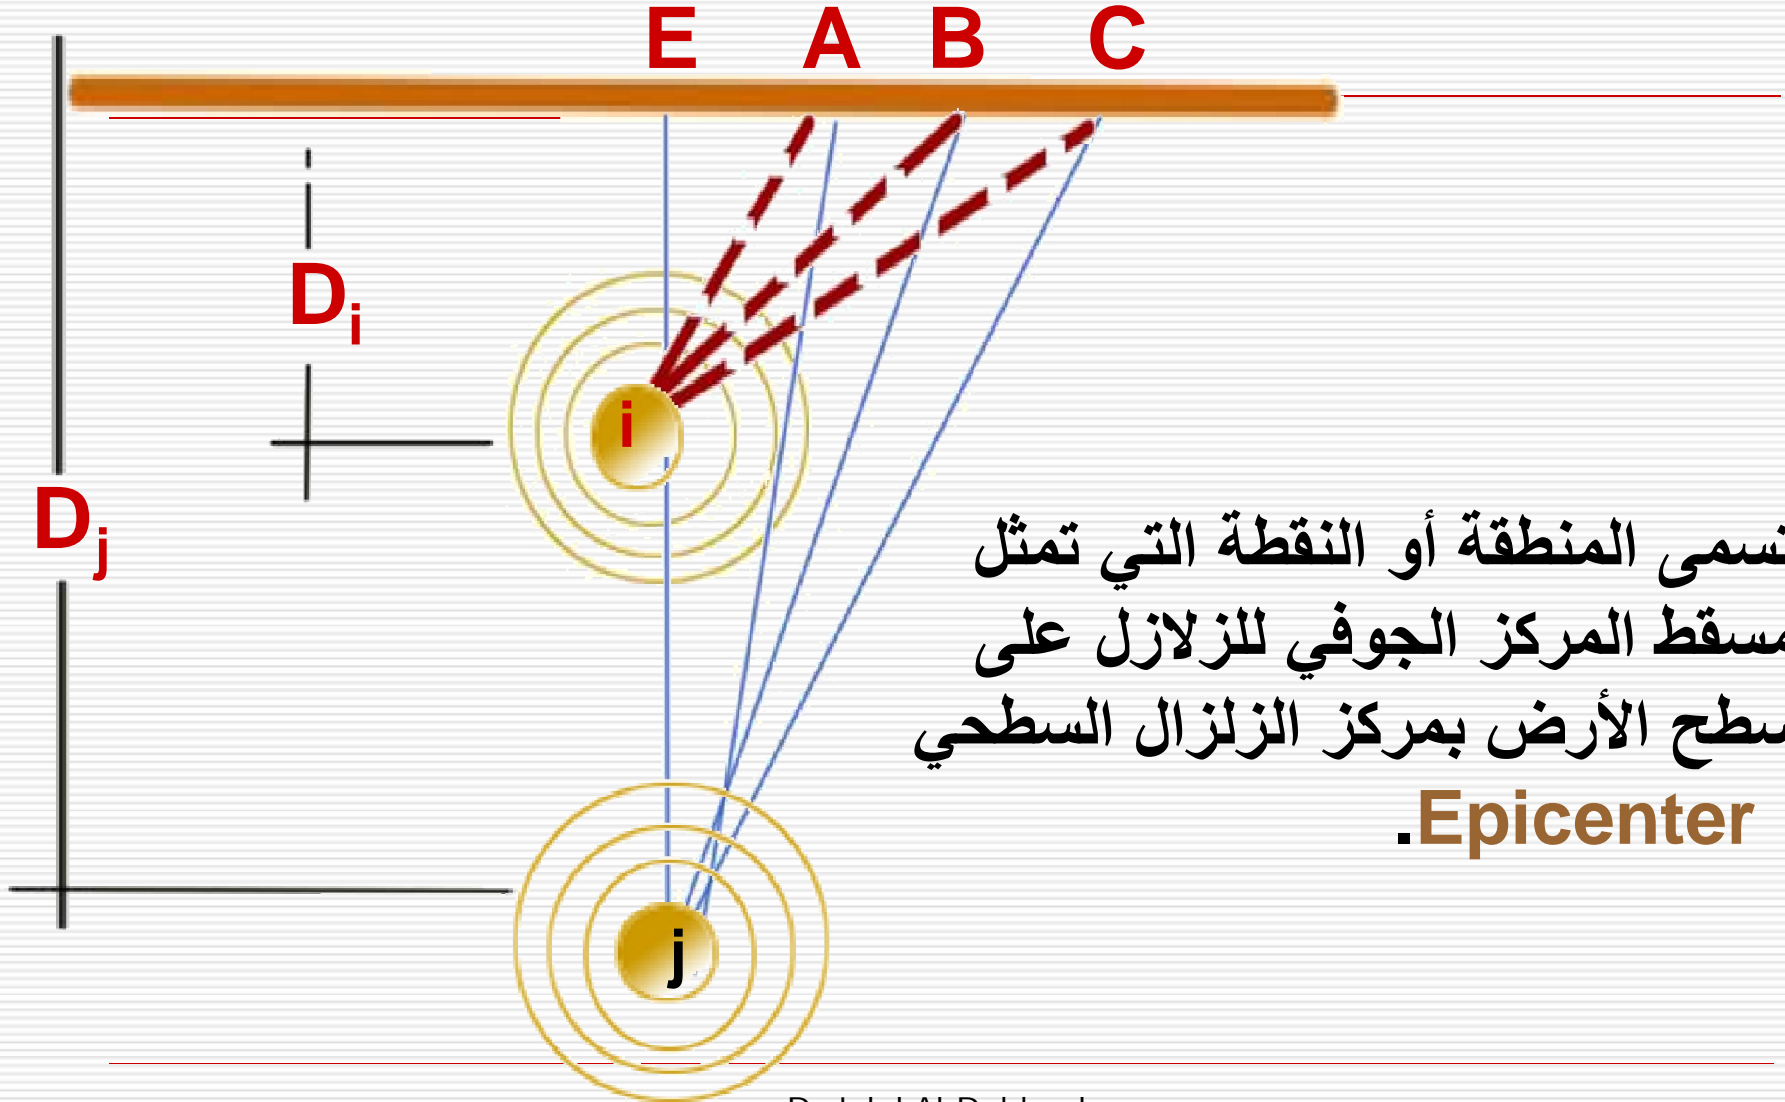 E A B C
Di
i
Dj
تسمى المنطقة أو النقطة التي تمثل
مسقط المركز الجوفي للزلازل على
سطح الأرض بمركز الزلزال السطحي
Epicenter.
j